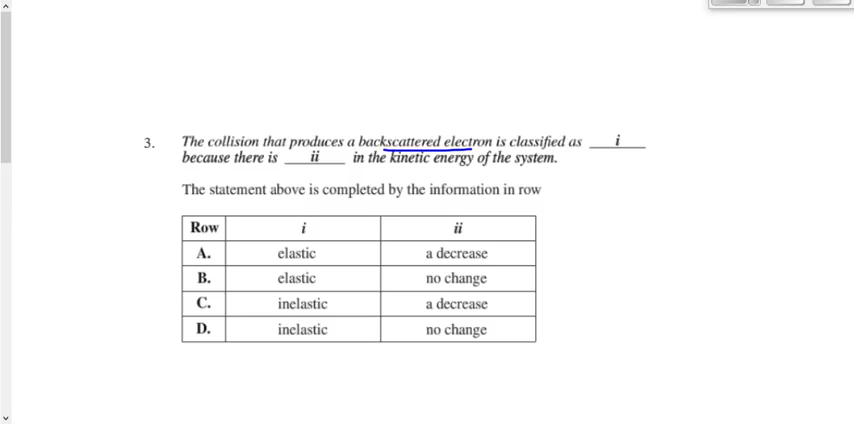 3. The collision that produces a backscattered electron is classified as ____i____
because there is ____ii____ in the kinetic energy of the system.
The statement above is completed by the information in row
Row i ii
A. elastic a decrease
B. elastic no change
C. inelastic a decrease
D. inelastic no change